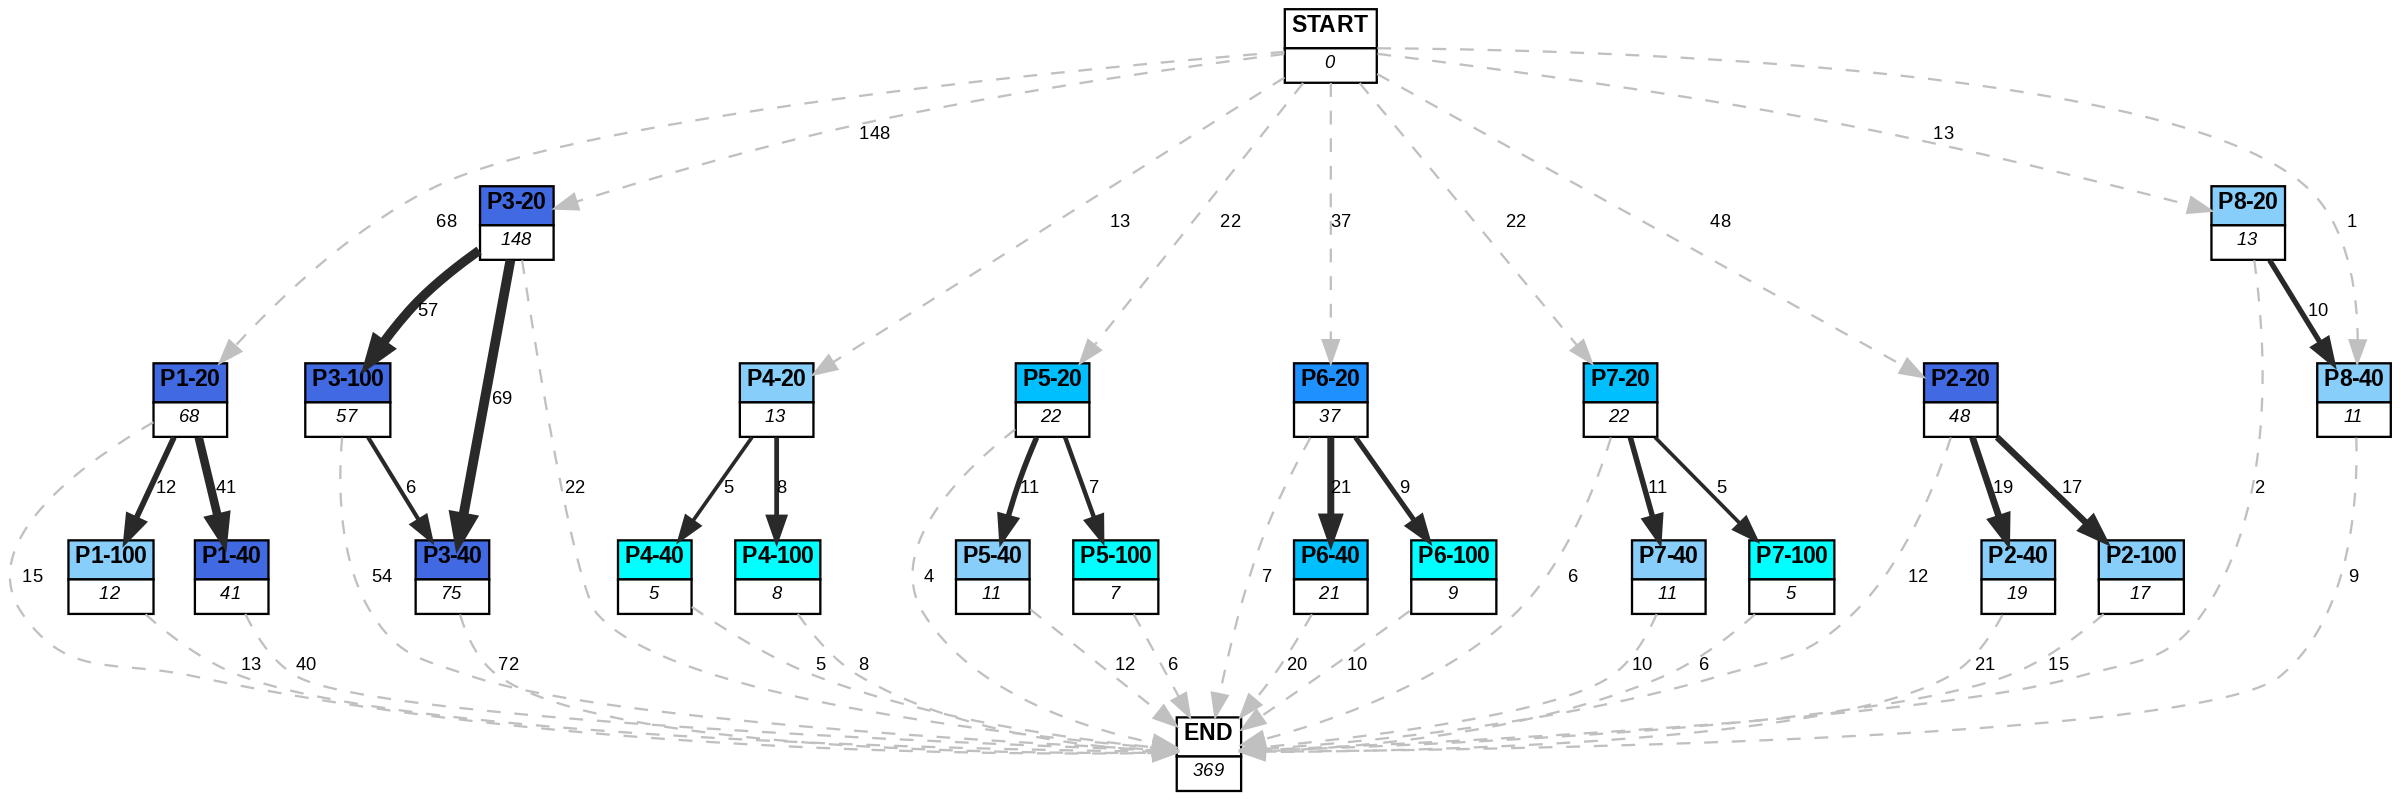 START
0
148
13
P3-20
148
P8-20
13
68
13
22
37
22
48
1
57
10
P1-20
68
P3-100
57
69
P4-20
13
P5-20
22
P6-20
37
P7-20
22
P2-20
48
P8-40
11
12
41
6
22
5
8
11
7
21
9
11
5
19
17
2
P1-100
12
P1-40
41
P3-40
75
P4-40
5
P4-100
8
P5-40
11
P5-100
7
P6-40
21
P6-100
9
P7-40
11
P7-100
5
P2-40
19
P2-100
17
15
54
4
7
6
12
9
13
40
72
5
8
12
6
20
10
10
6
21
15
END
369